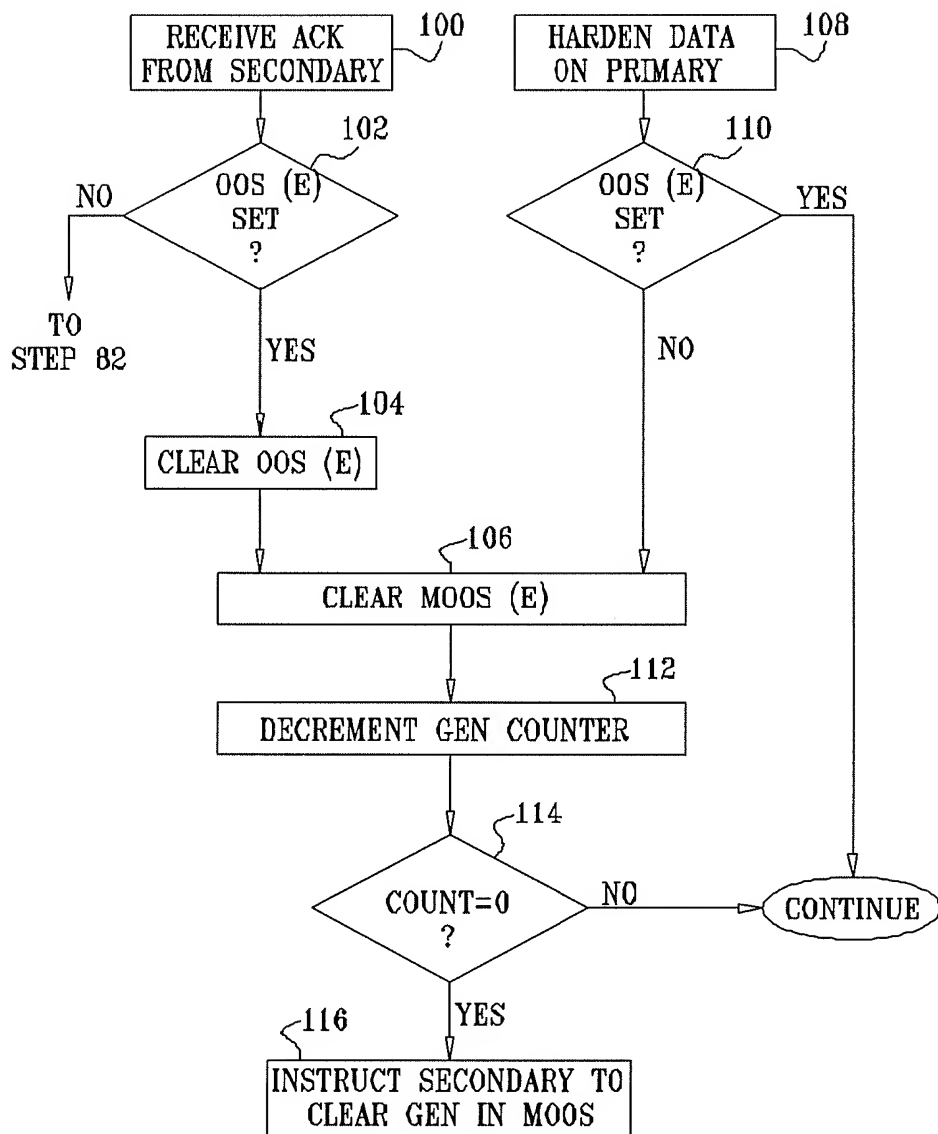 RECEIVE ACK
FROM SECONDARY
100
HARDEN DATA
ON PRIMARY
108
102
OOS (E)
SET
?
NO
TO
STEP 82
YES
110
OOS (E)
SET
?
YES
NO
104
CLEAR OOS (E)
106
CLEAR MOOS (E)
112
DECREMENT GEN COUNTER
114
COUNT=0
?
NO
CONTINUE
YES
116
INSTRUCT SECONDARY TO
CLEAR GEN IN MOOS